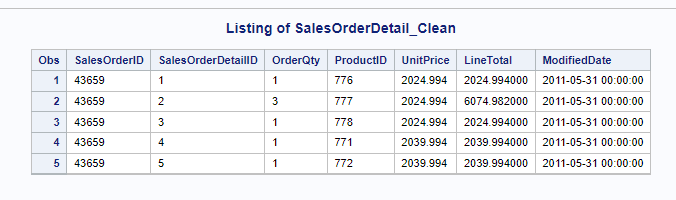 Listing of SalesOrderDetail_Clean
Obs SalesOrderID SalesOrderDetailID OrderQty ProductID UnitPrice LineTotal ModifiedDate
1 43659 1 1 776 2024.994 2024.994000 2011-05-31 00:00:00
2 43659 2 3 777 2024.994 6074.982000 2011-05-31 00:00:00
3 43659 3 1 778 2024.994 2024.994000 2011-05-31 00:00:00
4 43659 4 1 771 2039.994 2039.994000 2011-05-31 00:00:00
5 43659 5 1 772 2039.994 2039.994000 2011-05-31 00:00:00